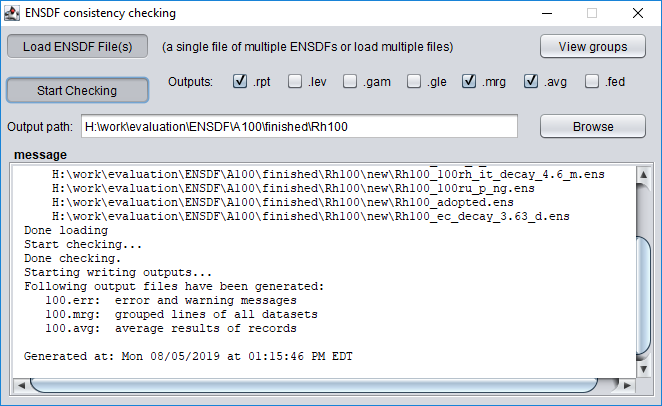 ENSDF consistency checking
Load ENSDF File(s) (a single file of multiple ENSDFs or load multiple files) View groups
Start Checking Outputs: .rpt .lev .gam .gle .mrg .avg .fed
Output path: H:\work\evaluation\ENSDF\A100\finished\Rh100 Browse
message
H:\work\evaluation\ENSDF\A100\finished\Rh100\new\Rh100_100rh_it_decay_4.6_m.ens
H:\work\evaluation\ENSDF\A100\finished\Rh100\new\Rh100_100ru_p_ng.ens
H:\work\evaluation\ENSDF\A100\finished\Rh100\new\Rh100_adopted.ens
H:\work\evaluation\ENSDF\A100\finished\Rh100\new\Rh100_ec_decay_3.63_d.ens
Done loading
Start checking...
Done checking.
Starting writing outputs...
Following output files have been generated:
100.err: error and warning messages
100.mrg: grouped lines of all datasets
100.avg: average results of records
Generated at: Mon 08/05/2019 at 01:15:46 PM EDT